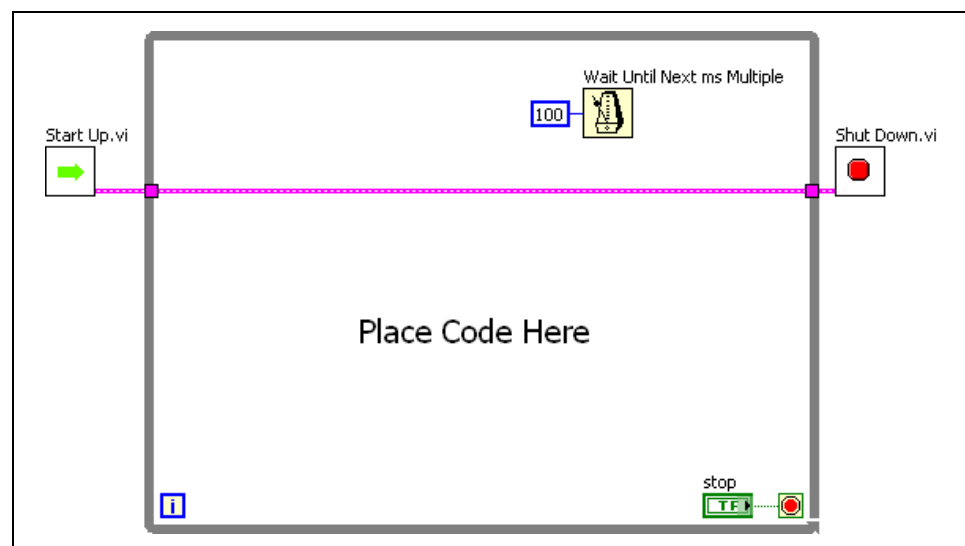 Wait Until Next ms Multiple
100
Start Up.vi
Shut Down.vi
Place Code Here
stop
i
TF